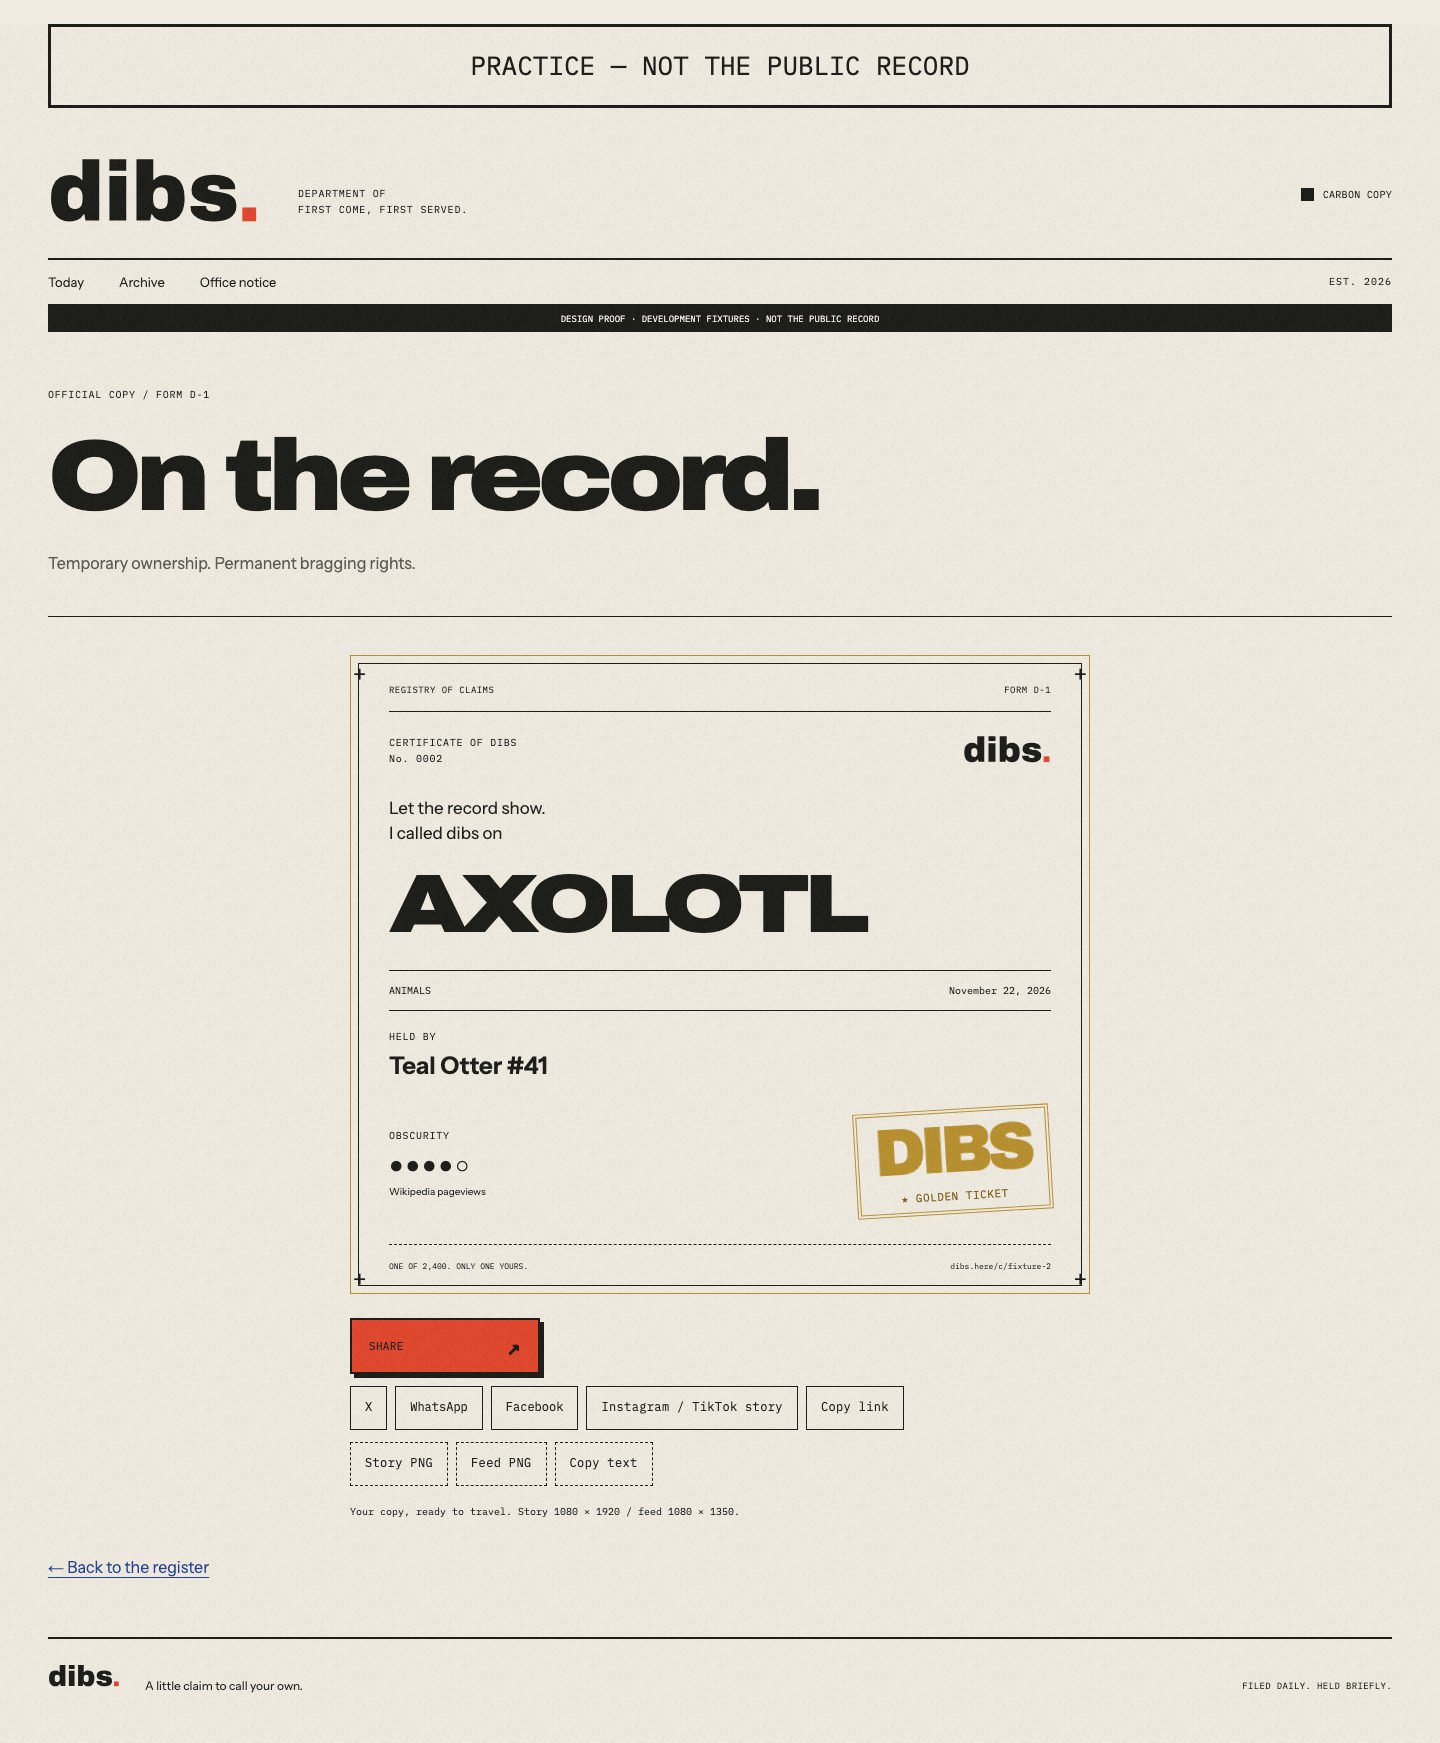 PRACTICE — NOT THE PUBLIC RECORD
dibs.
DEPARTMENT OF
FIRST COME, FIRST SERVED.
CARBON COPY
Today Archive Office notice
EST. 2026
DESIGN PROOF · DEVELOPMENT FIXTURES · NOT THE PUBLIC RECORD
OFFICIAL COPY / FORM D-1
On the record.
Temporary ownership. Permanent bragging rights.
REGISTRY OF CLAIMS
FORM D-1
CERTIFICATE OF DIBS
No. 0002
dibs.
Let the record show.
I called dibs on
AXOLOTL
ANIMALS
November 22, 2026
HELD BY
Teal Otter #41
OBSCURITY
●●●●○
Wikipedia pageviews
DIBS
★ GOLDEN TICKET
ONE OF 2,400. ONLY ONE YOURS.
dibs.here/c/fixture-2
SHARE ↗
X
WhatsApp
Facebook
Instagram / TikTok story
Copy link
Story PNG
Feed PNG
Copy text
Your copy, ready to travel. Story 1080 × 1920 / feed 1080 × 1350.
← Back to the register
dibs.
A little claim to call your own.
FILED DAILY. HELD BRIEFLY.